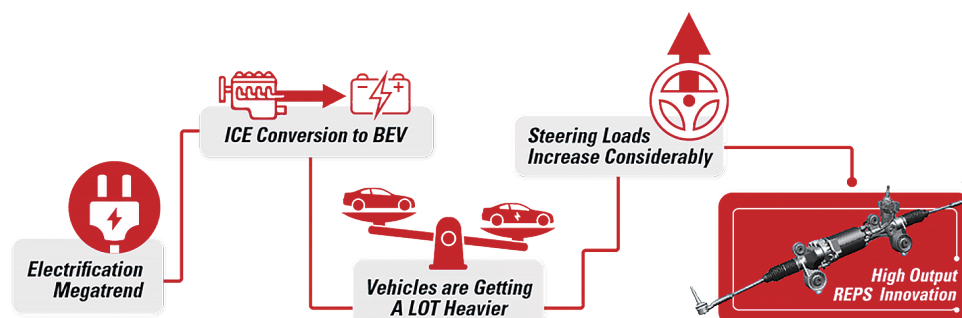 Electrification
Megatrend
ICE Conversion to BEV
Vehicles are Getting
A LOT Heavier
Steering Loads
Increase Considerably
High Output
REPS Innovation